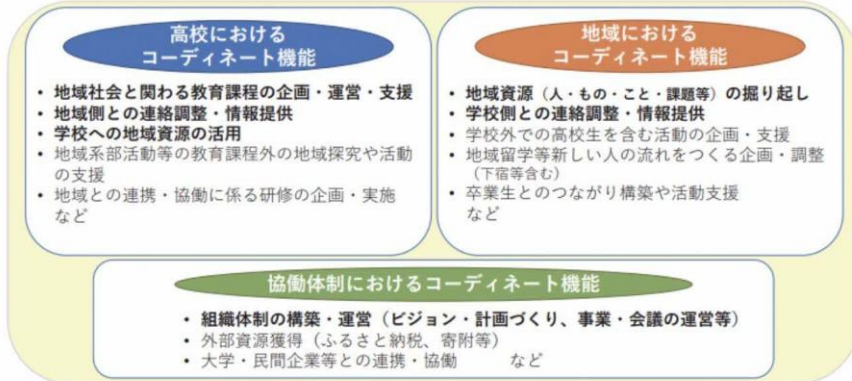 高校における
コーディネート機能
・地域社会と関わる教育課程の企画・運営・支援
・地域側との連絡調整・情報提供
・学校への地域資源の活用
・地域系部活動等の教育課程外の地域探究や活動
の支援
・地域との連携・協働に係る研修の企画・実施
など
地域における
コーディネート機能
・地域資源（人・もの・こと・課題等）の掘り起し
・学校側との連絡調整・情報提供
・学校外での高校生を含む活動の企画・支援
・地域留学等新しい人の流れをつくる企画・調整
（下宿等含む）
・卒業生とのつながり構築や活動支援
など
協働体制におけるコーディネート機能
・組織体制の構築・運営（ビジョン・計画づくり、事業・会議の運営等）
・外部資源獲得（ふるさと納税、寄附等）
・大学・民間企業等との連携・協働　　など